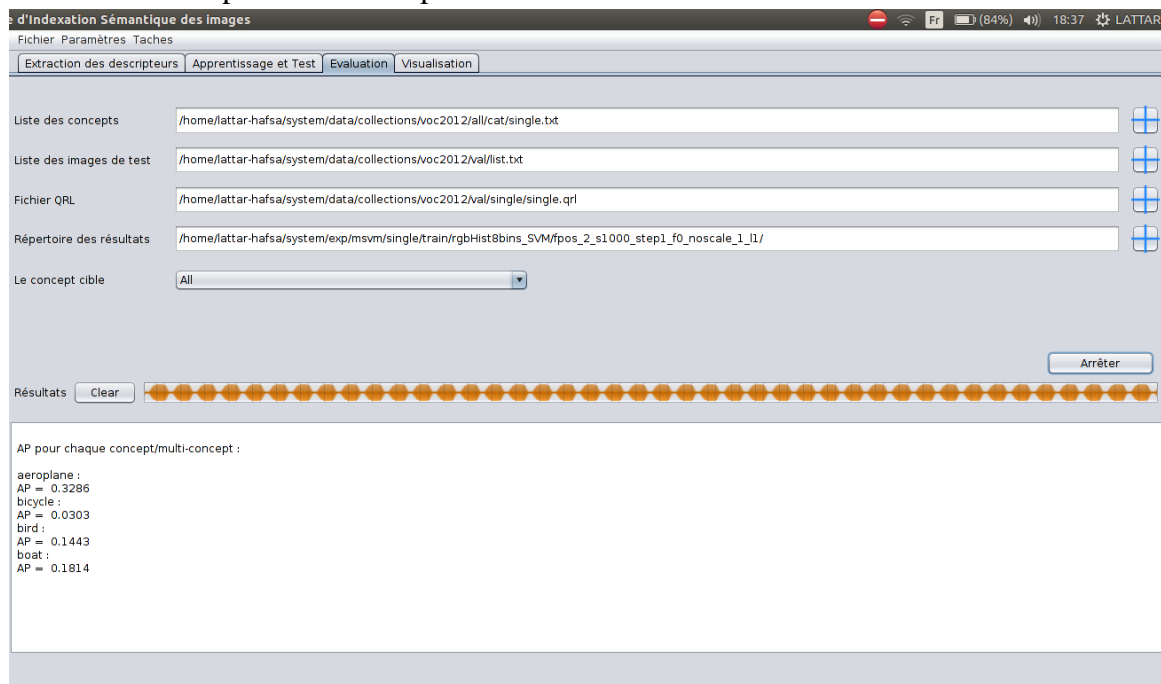 e d'Indexation Sémantique des images Fr (84%) 18:37 LATTAR
Fichier Paramètres Taches
Extraction des descripteurs Apprentissage et Test Evaluation Visualisation
Liste des concepts /home/lattar-hafsa/system/data/collections/voc2012/all/cat/single.txt
Liste des images de test /home/lattar-hafsa/system/data/collections/voc2012/val/list.txt
Fichier QRL /home/lattar-hafsa/system/data/collections/voc2012/val/single/single.qrl
Répertoire des résultats /home/lattar-hafsa/system/exp/msvm/single/train/rgbHist8bins_SVM/fpos_2_s1000_step1_f0_noscale_1_l1/
Le concept cible All
Arrêter
Résultats Clear
AP pour chaque concept/multi-concept :
aeroplane :
AP = 0.3286
bicycle :
AP = 0.0303
bird :
AP = 0.1443
boat :
AP = 0.1814